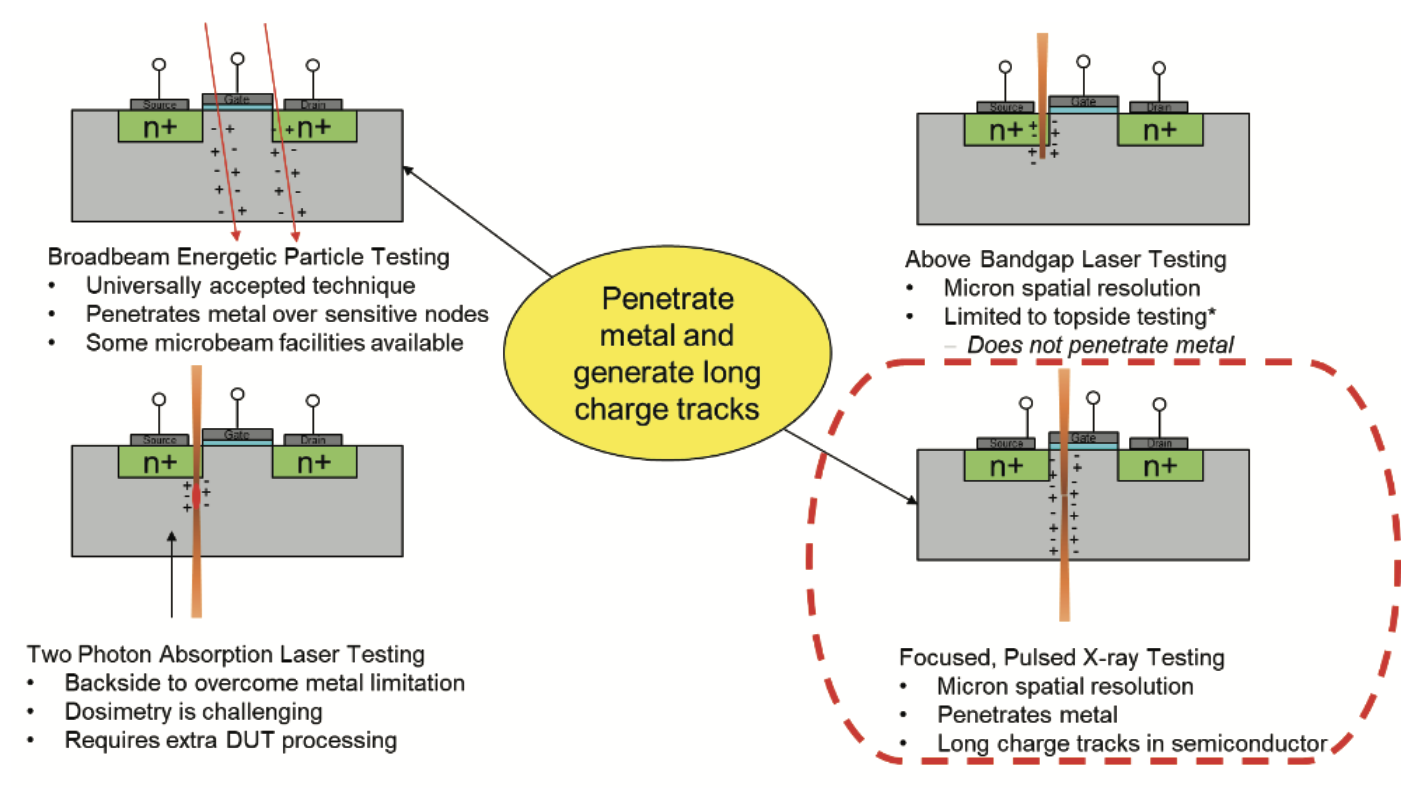 Source
Gate
Drain
n+
n+
- +
- +
+ -
+ -
- +
- +
+ -
+ -
- +
- +
Broadbeam Energetic Particle Testing
• Universally accepted technique
• Penetrates metal over sensitive nodes
• Some microbeam facilities available
Source
Gate
Drain
n+
n+
+ -
- +
+ -
-
Above Bandgap Laser Testing
• Micron spatial resolution
• Limited to topside testing*
– Does not penetrate metal
Penetrate
metal and
generate long
charge tracks
Source
Gate
Drain
n+
n+
+ -
- +
+ -
Two Photon Absorption Laser Testing
• Backside to overcome metal limitation
• Dosimetry is challenging
• Requires extra DUT processing
Source
Gate
Drain
n+
n+
- -
+ +
- -
+ +
- -
+ +
- -
+ -
Focused, Pulsed X-ray Testing
• Micron spatial resolution
• Penetrates metal
• Long charge tracks in semiconductor